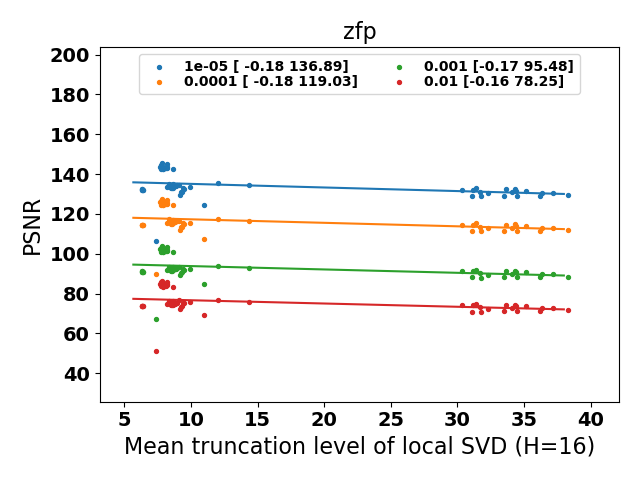 zfp
1e-05 [ -0.18 136.89]
0.0001 [ -0.18 119.03]
0.001 [-0.17 95.48]
0.01 [-0.16 78.25]
PSNR
200
180
160
140
120
100
80
60
40
5 10 15 20 25 30 35 40
Mean truncation level of local SVD (H=16)